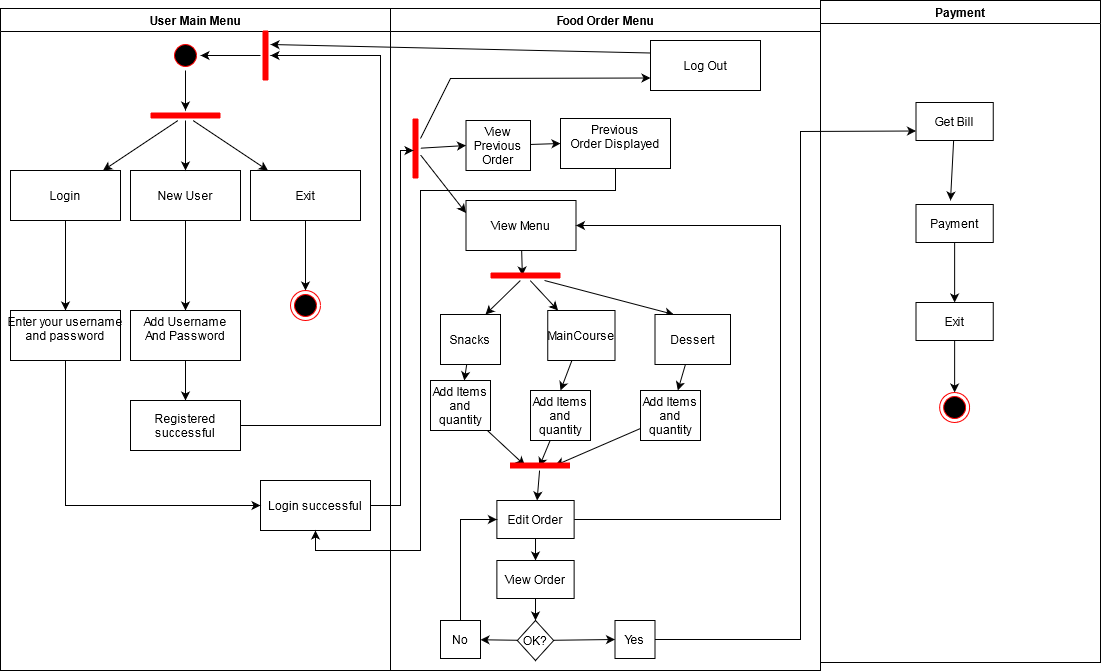 User Main Menu
Food Order Menu
Payment
Log Out
View
Previous
Order
Previous
Order Displayed
Get Bill
Login
New User
Exit
View Menu
Payment
Enter your username
and password
Add Username
And Password
Snacks
MainCourse
Dessert
Exit
Add Items
and
quantity
Add Items
and
quantity
Add Items
and
quantity
Registered
successful
Login successful
Edit Order
View Order
No
OK?
Yes